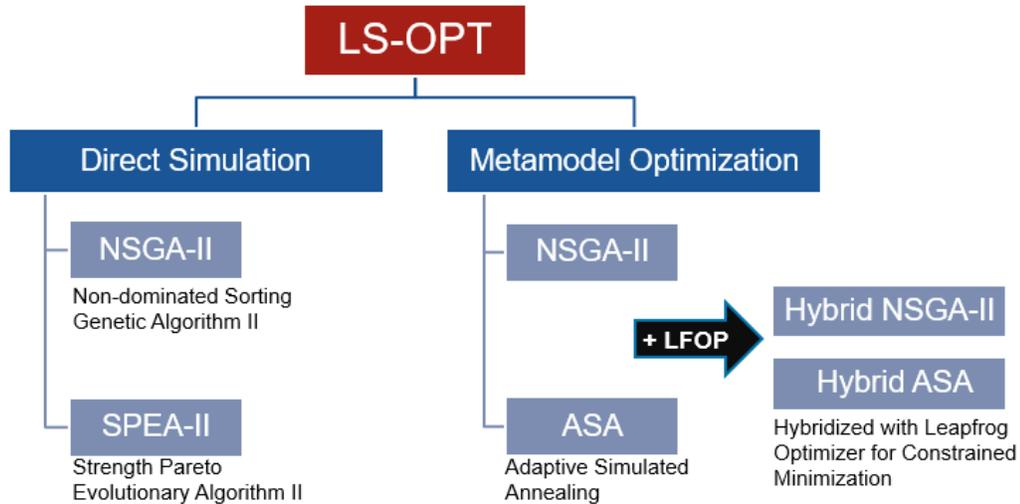 LS-OPT
Direct Simulation
NSGA-II
Non-dominated Sorting
Genetic Algorithm II
SPEA-II
Strength Pareto
Evolutionary Algorithm II
Metamodel Optimization
NSGA-II
ASA
Adaptive Simulated
Annealing
+ LFOP
Hybrid NSGA-II
Hybrid ASA
Hybridized with Leapfrog
Optimizer for Constrained
Minimization